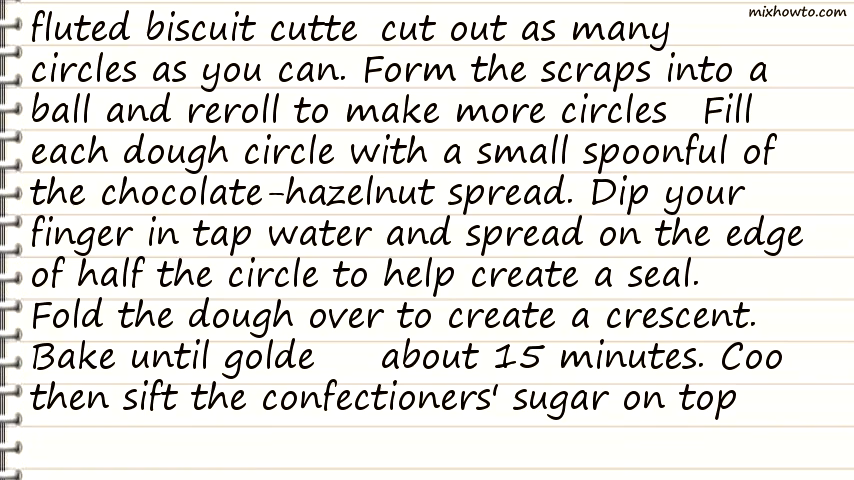 mixhowto.com
fluted biscuit cutte cut out as many
circles as you can. Form the scraps into a
ball and reroll to make more circles Fill
each dough circle with a small spoonful of
the chocolate-hazelnut spread. Dip your
finger in tap water and spread on the edge
of half the circle to help create a seal.
Fold the dough over to create a crescent.
Bake until golde about 15 minutes. Coo
then sift the confectioners' sugar on top